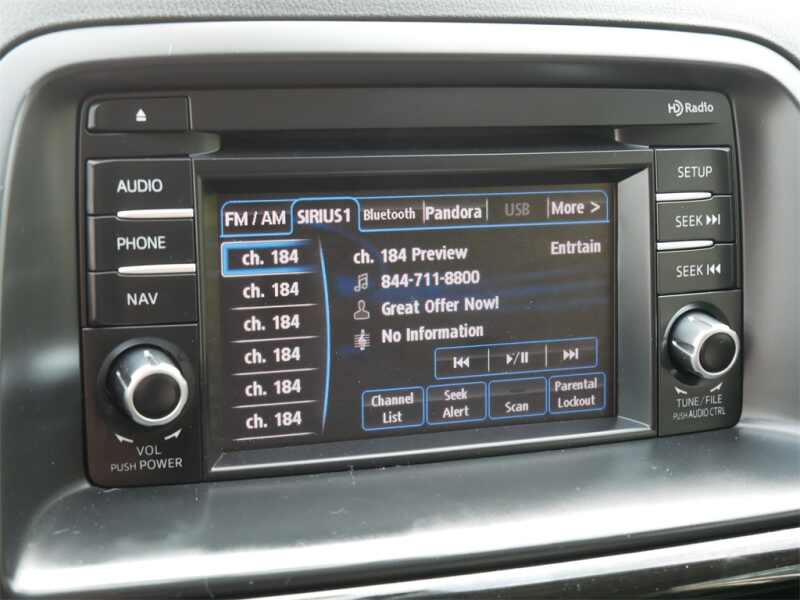 HD Radio
AUDIO
PHONE
NAV
VOL
PUSH POWER
FM / AM
SIRIUS1
Bluetooth
Pandora
USB
More >
ch. 184
ch. 184
ch. 184
ch. 184
ch. 184
ch. 184
ch. 184 Preview
Entrtain
844-711-8800
Great Offer Now!
No Information
Channel
List
Seek
Alert
Scan
Parental
Lockout
SETUP
SEEK
SEEK
TUNE/FILE
PUSH AUDIO CTRL